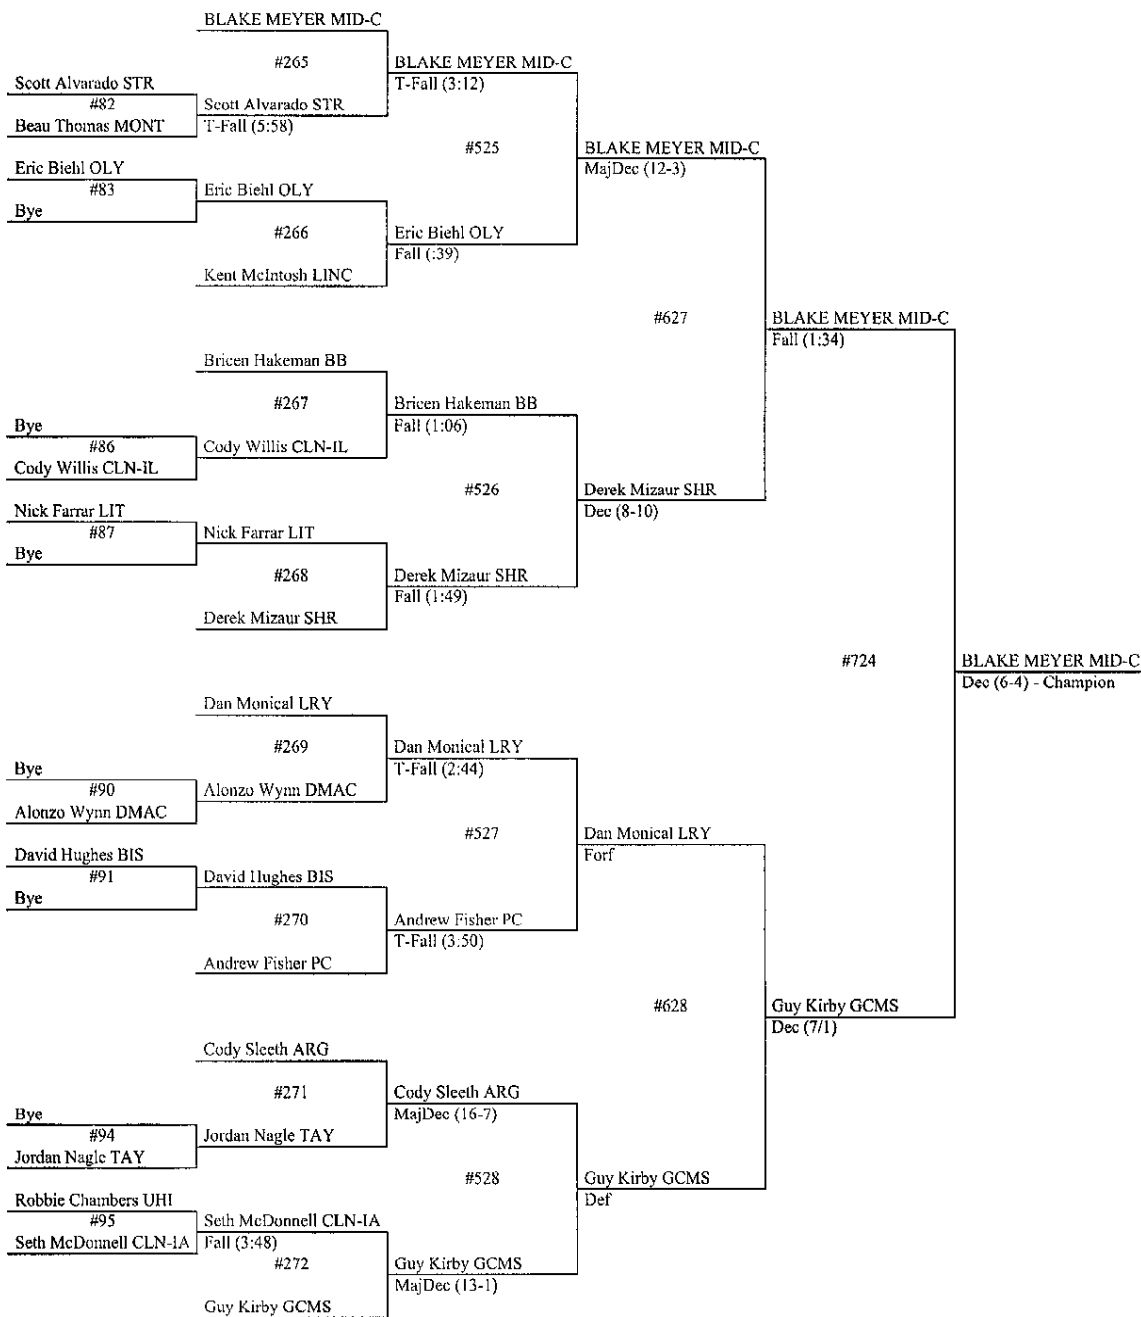 BLAKE MEYER MID-C
#265
BLAKE MEYER MID-C
T-Fall (3:12)
Scott Alvarado STR
#82
Scott Alvarado STR
Beau Thomas MONT
T-Fall (5:58)
#525
BLAKE MEYER MID-C
MajDec (12-3)
Eric Biehl OLY
#83
Eric Biehl OLY
Bye
#266
Eric Biehl OLY
Fall (:39)
Kent McIntosh LINC
#627
BLAKE MEYER MID-C
Fall (1:34)
Bricen Hakeman BB
#267
Bricen Hakeman BB
Fall (1:06)
Bye
#86
Cody Willis CLN-IL
Cody Willis CLN-IL
#526
Derek Mizaur SHR
Dec (8-10)
Nick Farrar LIT
#87
Nick Farrar LIT
Bye
#268
Derek Mizaur SHR
Fall (1:49)
Derek Mizaur SHR
#724
BLAKE MEYER MID-C
Dec (6-4) - Champion
Dan Monical LRY
#269
Dan Monical LRY
T-Fall (2:44)
Bye
#90
Alonzo Wynn DMAC
Alonzo Wynn DMAC
#527
Dan Monical LRY
Forf
David Hughes BIS
#91
David Hughes BIS
Bye
#270
Andrew Fisher PC
T-Fall (3:50)
Andrew Fisher PC
#628
Guy Kirby GCMS
Dec (7/1)
Cody Sleeth ARG
#271
Cody Sleeth ARG
MajDec (16-7)
Bye
#94
Jordan Nagle TAY
Jordan Nagle TAY
#528
Guy Kirby GCMS
Def
Robbie Chambers UHI
#95
Seth McDonnell CLN-IA
Seth McDonnell CLN-IA
Fall (3:48)
#272
Guy Kirby GCMS
MajDec (13-1)
Guy Kirby GCMS